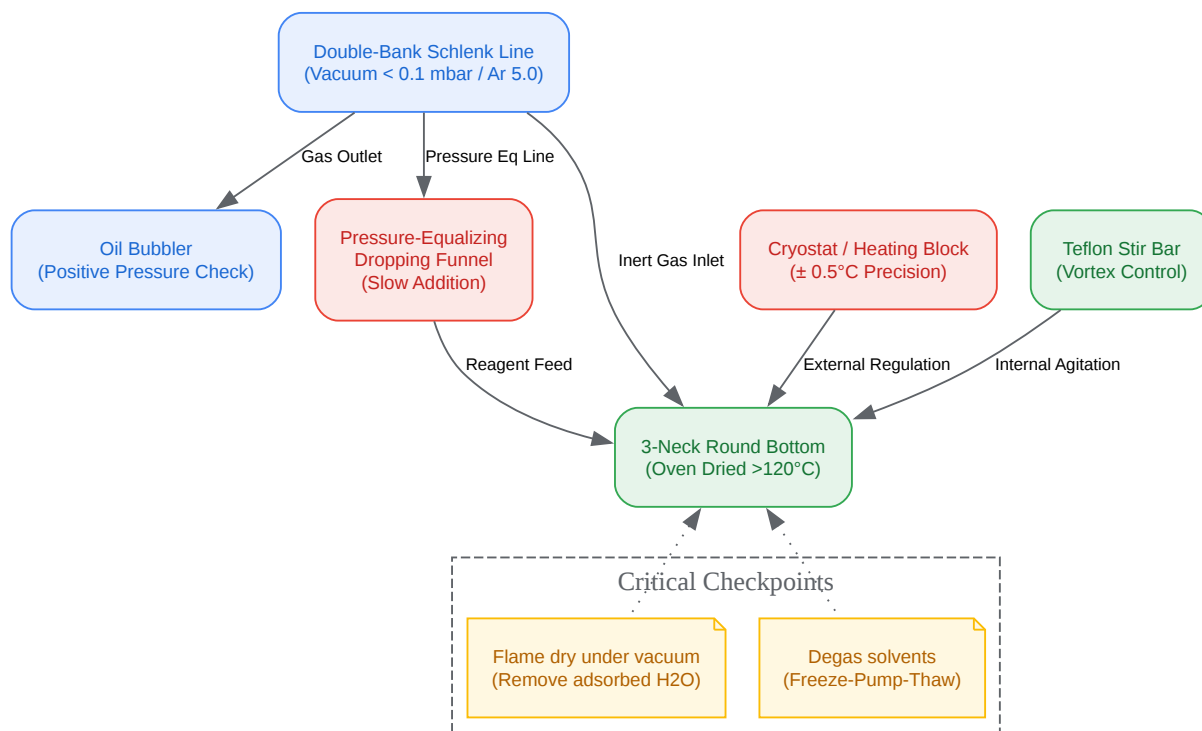 Double-Bank Schlenk Line
(Vacuum < 0.1 mbar / Ar 5.0)
Gas Outlet
Pressure Eq Line
Oil Bubbler
(Positive Pressure Check)
Pressure-Equalizing
Dropping Funnel
(Slow Addition)
Inert Gas Inlet
Cryostat / Heating Block
(± 0.5°C Precision)
Teflon Stir Bar
(Vortex Control)
Reagent Feed
External Regulation
Internal Agitation
3-Neck Round Bottom
(Oven Dried >120°C)
Critical Checkpoints
Flame dry under vacuum
(Remove adsorbed H2O)
Degas solvents
(Freeze-Pump-Thaw)